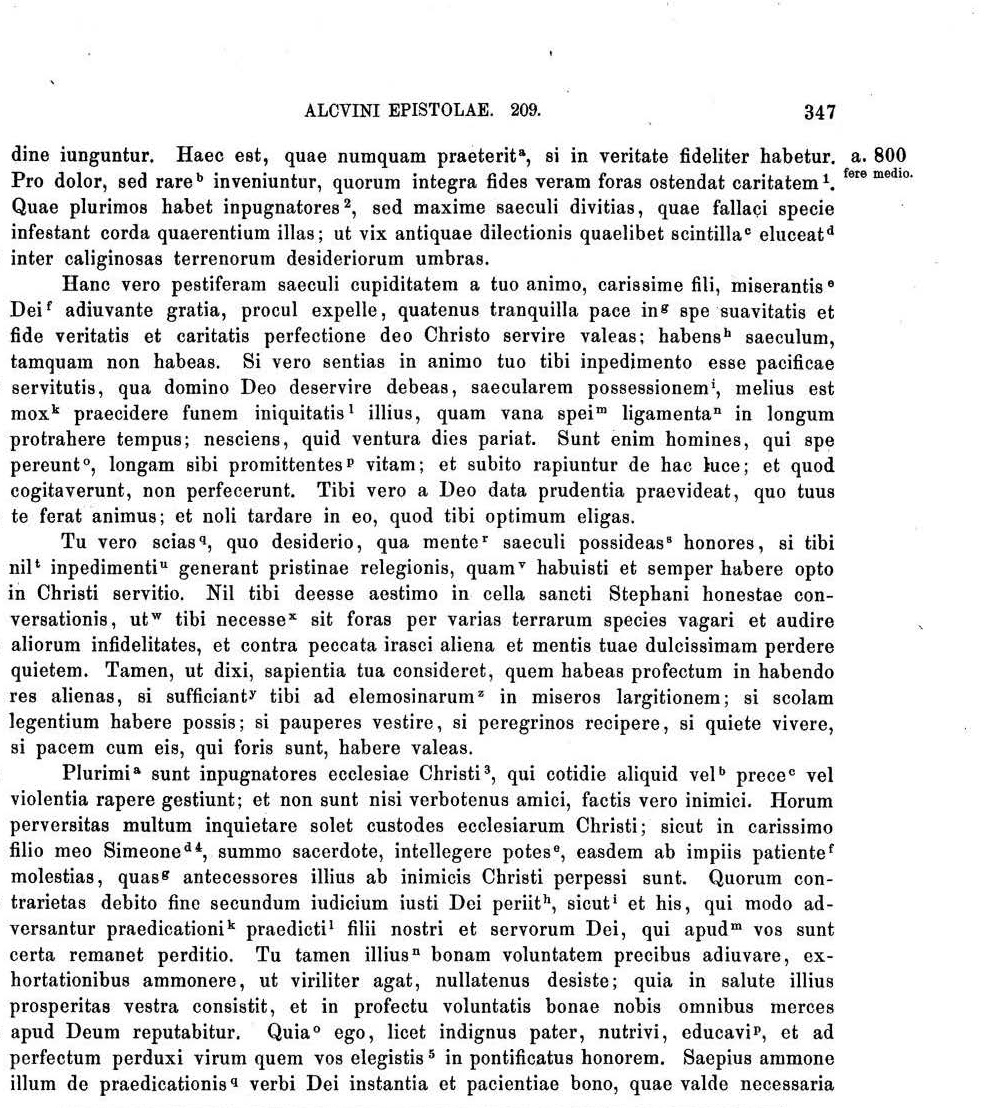 ALCVINI EPISTOLAE. 209. 347
dine iunguntur. Haec est, quae numquam praeterit ᵃ, si in veritate fideliter habetur. a. 800
Pro dolor, sed rare ᵇ inveniuntur, quorum integra fides veram foras ostendat caritatem ¹. fere medio.
Quae plurimos habet inpugnatores ², sed maxime saeculi divitias, quae fallaçi specie
infestant corda quaerentium illas; ut vix antiquae dilectionis quaelibet scintilla ᶜ eluceat ᵈ
inter caliginosas terrenorum desideriorum umbras.
Hanc vero pestiferam saeculi cupiditatem a tuo animo, carissime fili, miserantis ᵉ
Dei ᶠ adiuvante gratia, procul expelle, quatenus tranquilla pace in ᵍ spe suavitatis et
fide veritatis et caritatis perfectione deo Christo servire valeas; habens ʰ saeculum,
tamquam non habeas. Si vero sentias in animo tuo tibi inpedimento esse pacificae
servitutis, qua domino Deo deservire debeas, saecularem possessionem ⁱ, melius est
mox ᵏ praecidere funem iniquitatis ˡ illius, quam vana spei ᵐ ligamenta ⁿ in longum
protrahere tempus; nesciens, quid ventura dies pariat. Sunt enim homines, qui spe
pereunt ᵒ, longam sibi promittentes ᵖ vitam; et subito rapiuntur de hac luce; et quod
cogitaverunt, non perfecerunt. Tibi vero a Deo data prudentia praevideat, quo tuus
te ferat animus; et noli tardare in eo, quod tibi optimum eligas.
Tu vero scias q, quo desiderio, qua mente ʳ saeculi possideas ˢ honores, si tibi
nil ᵗ inpedimenti ᵘ generant pristinae relegionis, quam ᵛ habuisti et semper habere opto
in Christi servitio. Nil tibi deesse aestimo in cella sancti Stephani honestae con-
versationis, ut ʷ tibi necesse ˣ sit foras per varias terrarum species vagari et audire
aliorum infidelitates, et contra peccata irasci aliena et mentis tuae dulcissimam perdere
quietem. Tamen, ut dixi, sapientia tua consideret, quem habeas profectum in habendo
res alienas, si sufficiant ʸ tibi ad elemosinarum ᶻ in miseros largitionem; si scolam
legentium habere possis; si pauperes vestire, si peregrinos recipere, si quiete vivere,
si pacem cum eis, qui foris sunt, habere valeas.
Plurimi ᵃ sunt inpugnatores ecclesiae Christi ³, qui cotidie aliquid vel ᵇ prece ᶜ vel
violentia rapere gestiunt; et non sunt nisi verbotenus amici, factis vero inimici. Horum
perversitas multum inquietare solet custodes ecclesiarum Christi; sicut in carissimo
filio meo Simeone ᵈ ⁴, summo sacerdote, intellegere potes ᵉ, easdem ab impiis patiente ᶠ
molestias, quas ᵍ antecessores illius ab inimicis Christi perpessi sunt. Quorum con-
trarietas debito fine secundum iudicium iusti Dei periit ʰ, sicut ⁱ et his, qui modo ad-
versantur praedicationi ᵏ praedicti ˡ filii nostri et servorum Dei, qui apud ᵐ vos sunt
certa remanet perditio. Tu tamen illius ⁿ bonam voluntatem precibus adiuvare, ex-
hortationibus ammonere, ut viriliter agat, nullatenus desiste; quia in salute illius
prosperitas vestra consistit, et in profectu voluntatis bonae nobis omnibus merces
apud Deum reputabitur. Quia ᵒ ego, licet indignus pater, nutrivi, educavi ᵖ, et ad
perfectum perduxi virum quem vos elegistis ⁵ in pontificatus honorem. Saepius ammone
illum de praedicationis q verbi Dei instantia et pacientiae bono, quae valde necessaria